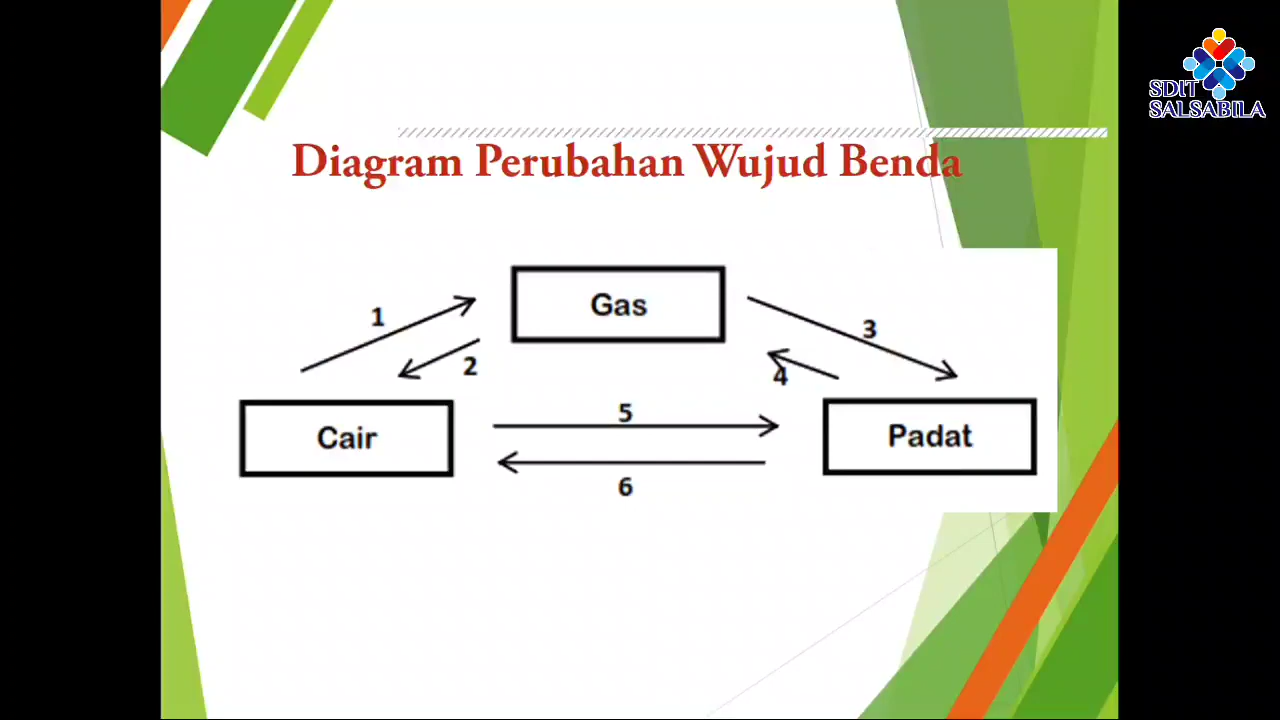 SDIT
SALSABILA
Diagram Perubahan Wujud Benda
Gas
1
2
3
4
Cair
5
Padat
6